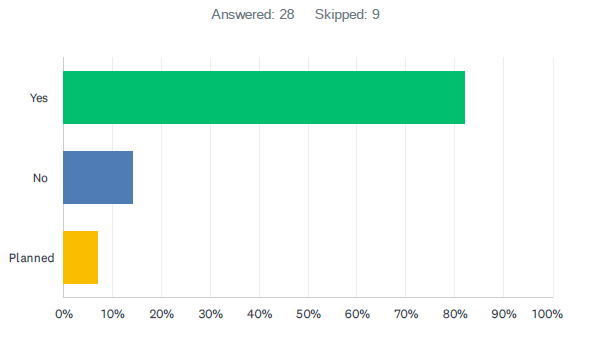 Answered: 28 Skipped: 9
Yes
No
Planned
0% 10% 20% 30% 40% 50% 60% 70% 80% 90% 100%